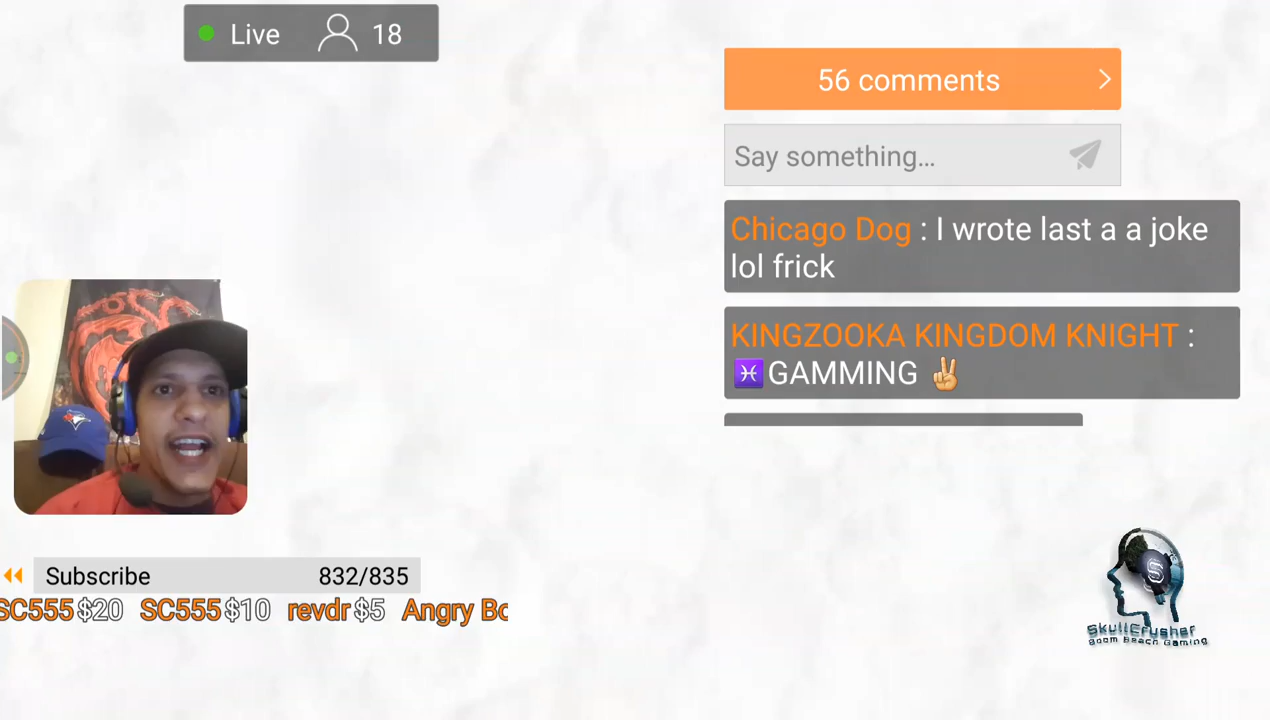 Live 18
56 comments
Say something...
Chicago Dog : I wrote last a a joke
lol frick
KINGZOOKA KINGDOM KNIGHT :
♓GAMMING ✌
Subscribe 832/835
SC555 $20 SC555 $10 revdr $5 Angry
S
SkullCrusher
Boom Beach Gaming